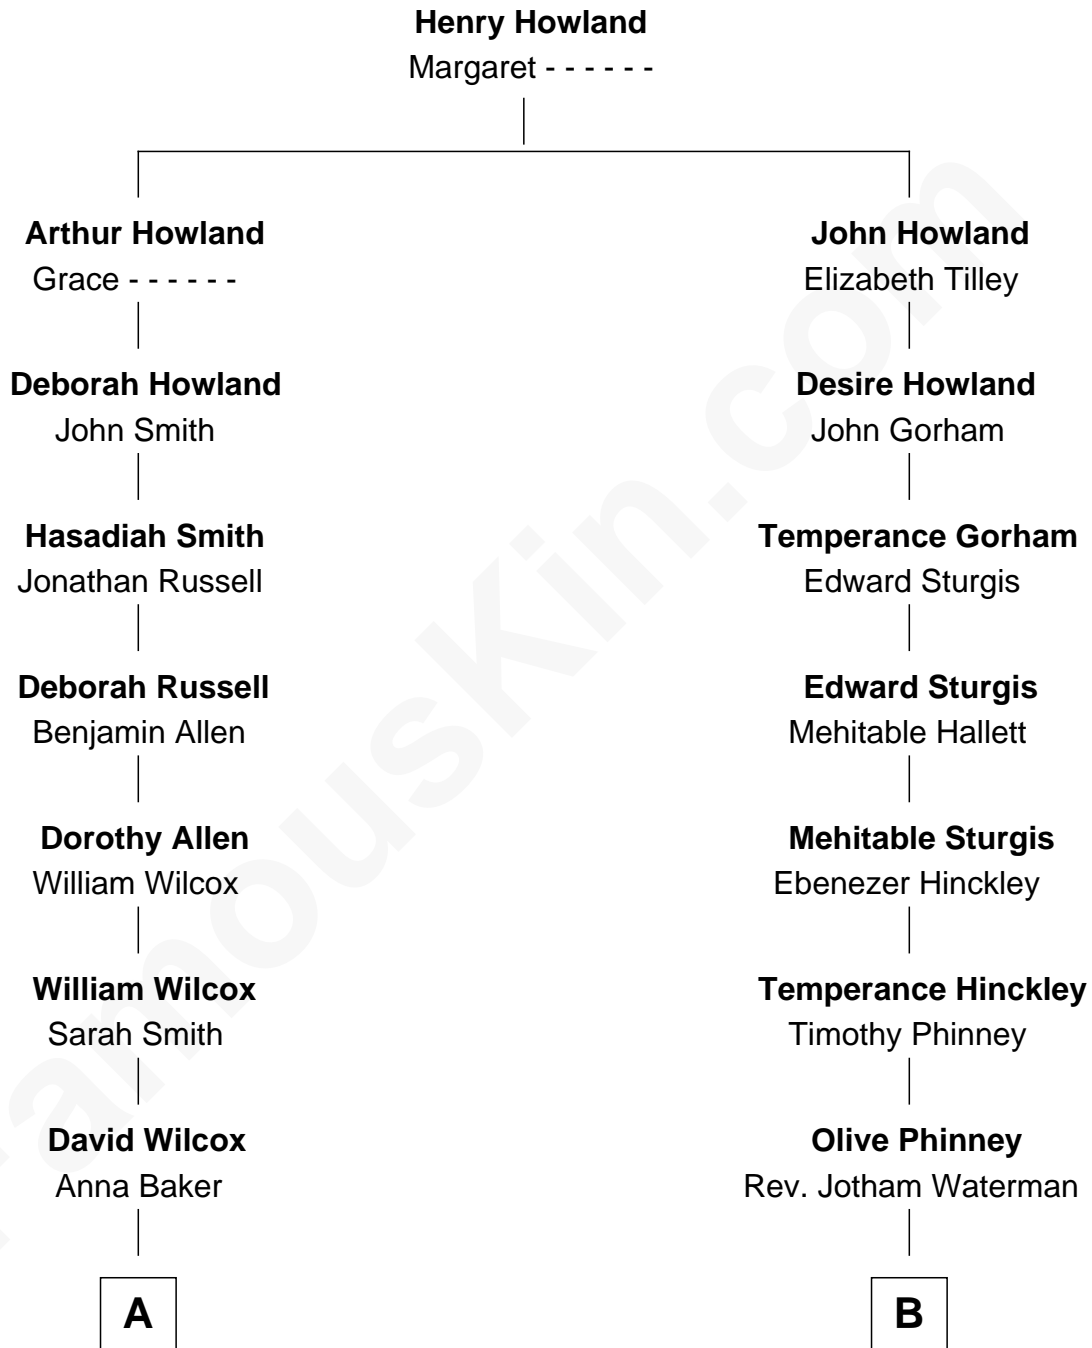 Henry Howland
Margaret - - - - - -
Arthur Howland
Grace - - - - - -
John Howland
Elizabeth Tilley
Deborah Howland
John Smith
Desire Howland
John Gorham
Hasadiah Smith
Jonathan Russell
Temperance Gorham
Edward Sturgis
Deborah Russell
Benjamin Allen
Edward Sturgis
Mehitable Hallett
Dorothy Allen
William Wilcox
Mehitable Sturgis
Ebenezer Hinckley
William Wilcox
Sarah Smith
Temperance Hinckley
Timothy Phinney
David Wilcox
Anna Baker
Olive Phinney
Rev. Jotham Waterman
A
B
FamousKin.com